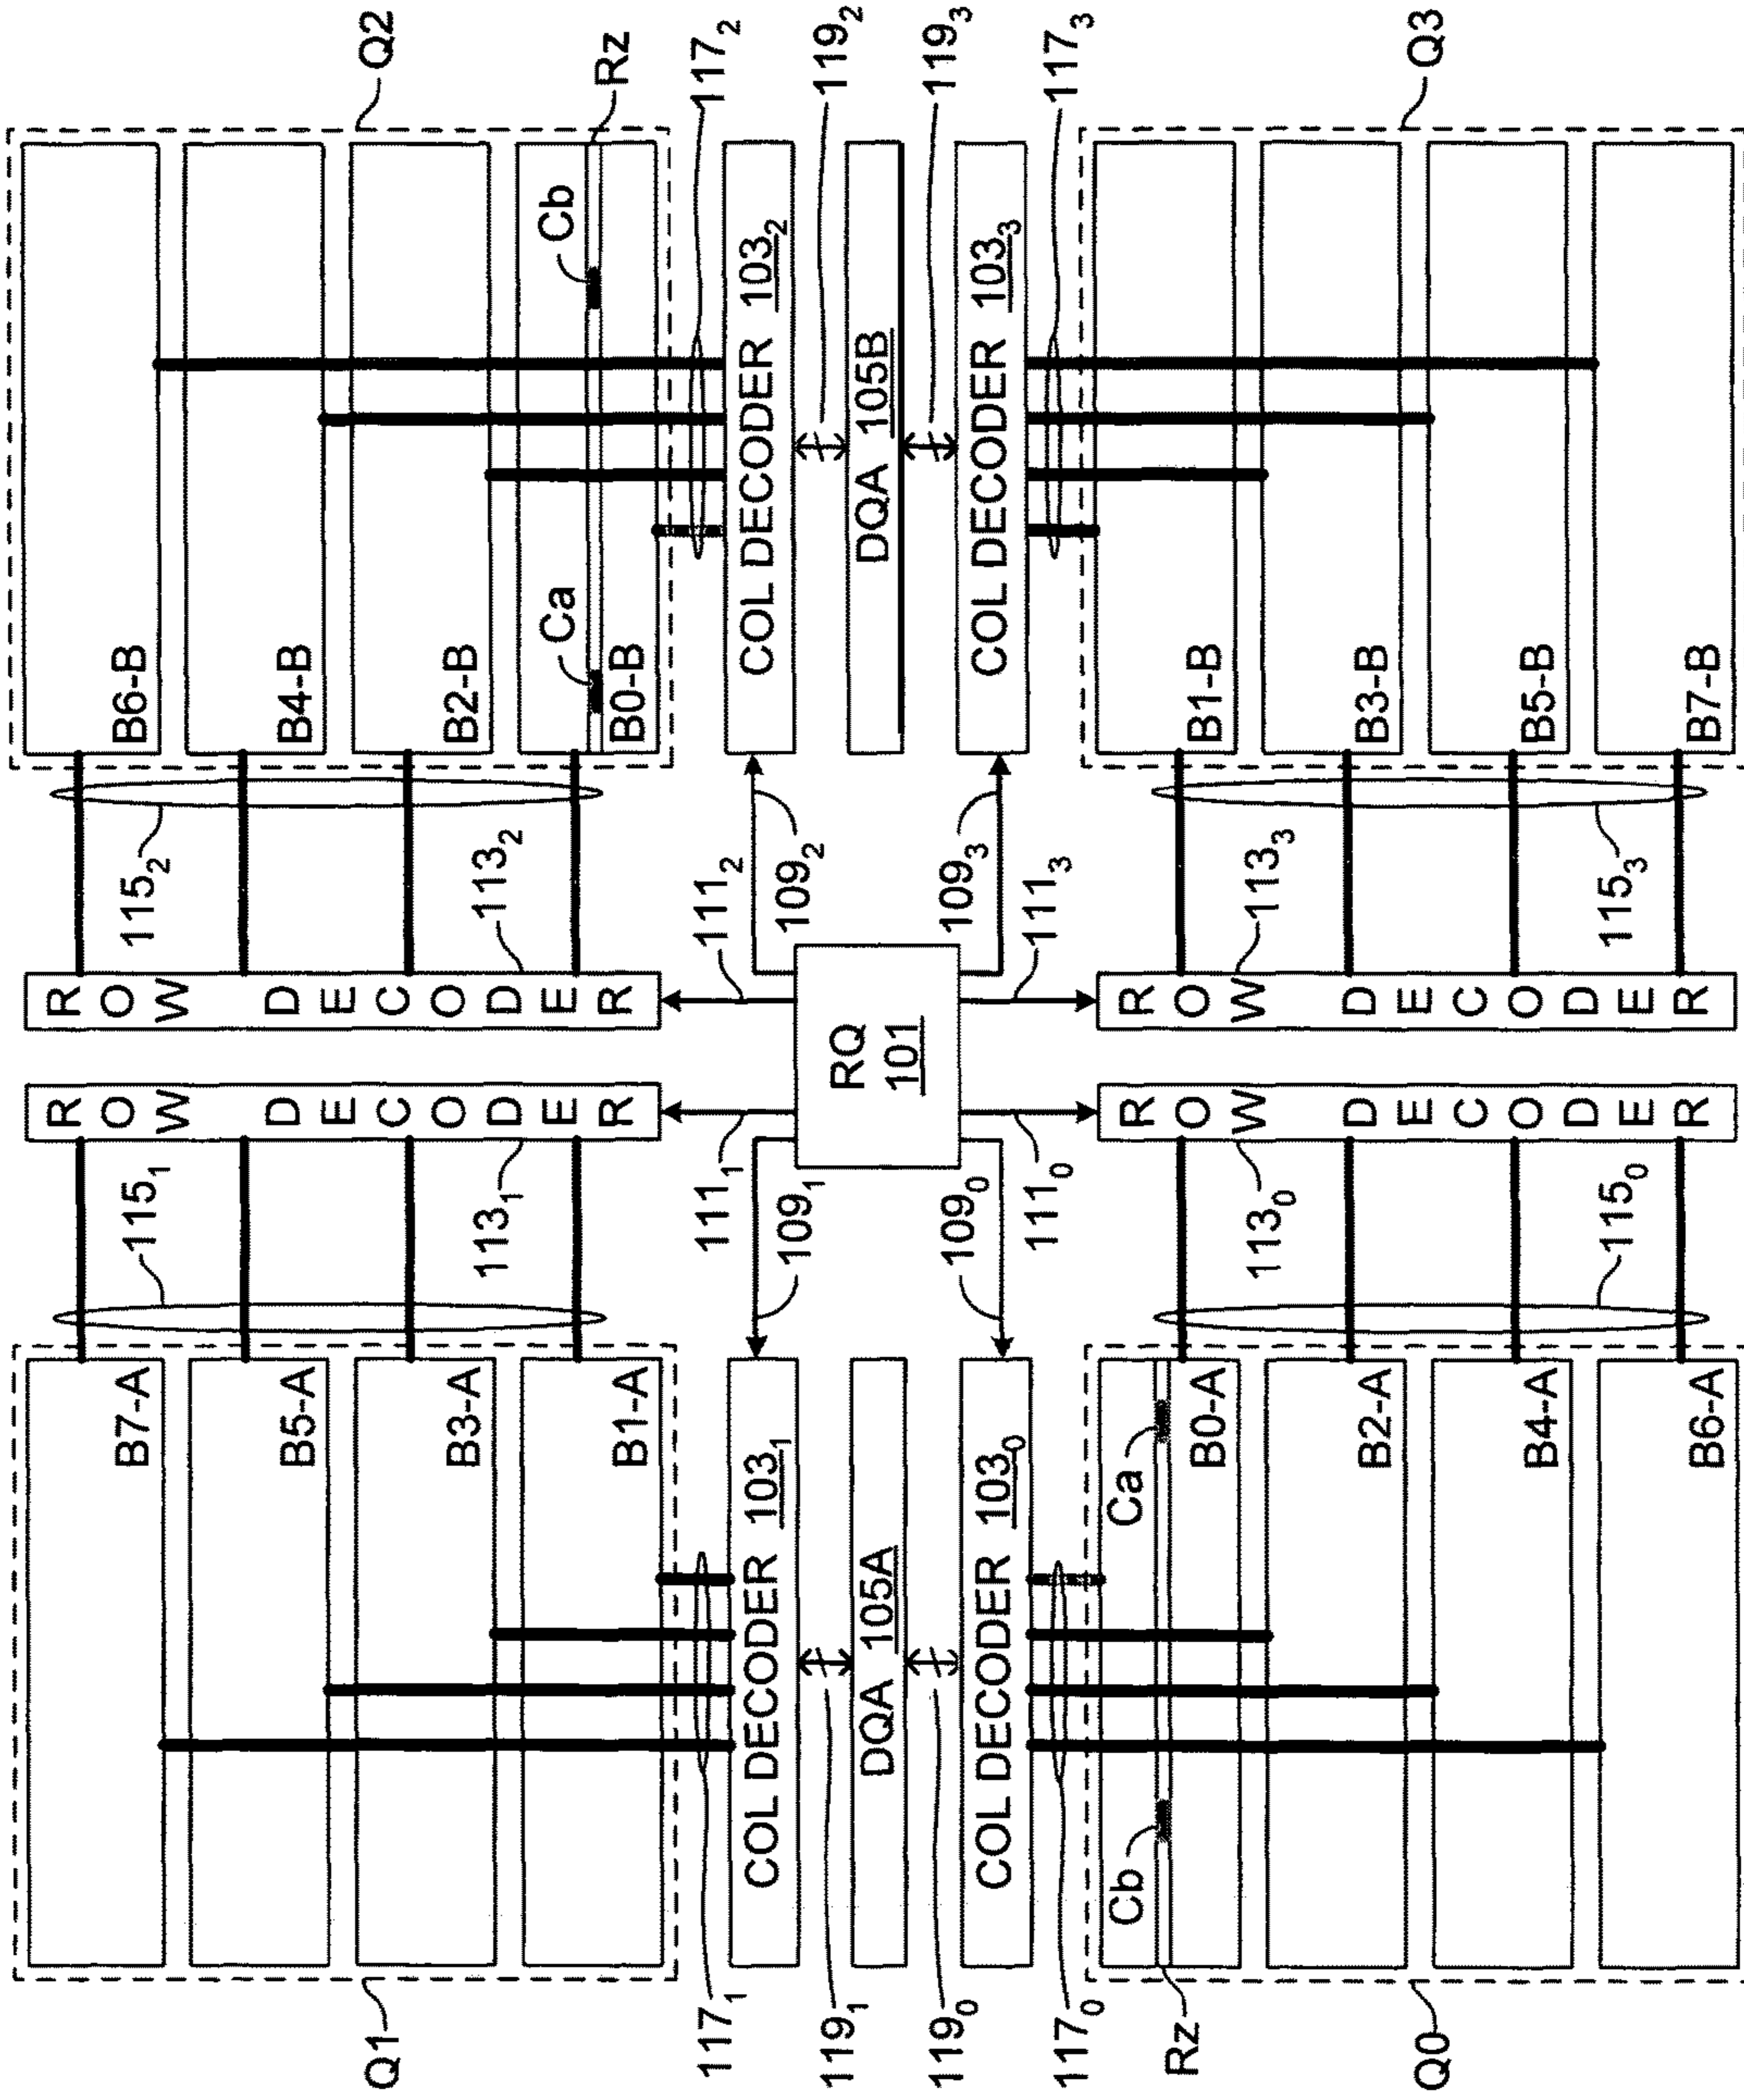 Q1
Q2
B7-A
B5-A
B3-A
B1-A
115₁
113₁
ROW DECODER
ROW DECODER
115₂
113₂
B6-B
B4-B
B2-B
B0-B
Ca
Cb
Rz
117₁
111₁
111₂
117₂
COL DECODER 103₁
109₁
109₂
COL DECODER 103₂
119₁
119₂
DQA 105A
RQ
101
DQA 105B
119₀
119₃
COL DECODER 103₀
109₀
109₃
COL DECODER 103₃
117₀
111₀
111₃
117₃
Rz
Cb
Ca
B0-A
B2-A
B4-A
B6-A
113₀
115₀
ROW DECODER
ROW DECODER
113₃
115₃
B1-B
B3-B
B5-B
B7-B
Q0
Q3